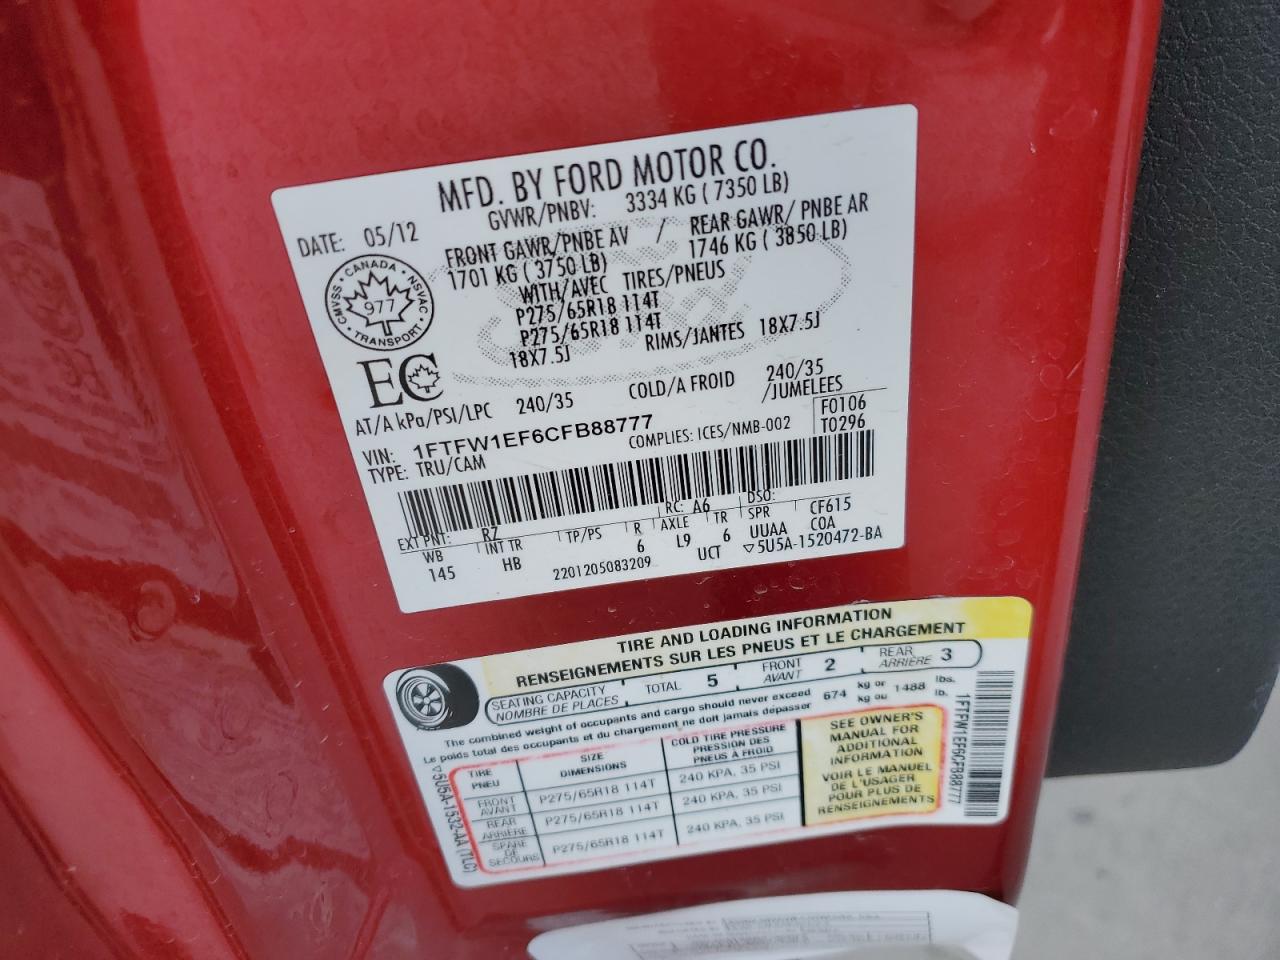 MFD. BY FORD MOTOR CO.
DATE: 05/12
GVWR/PNBV: 3334 KG ( 7350 LB)
FRONT GAWR/PNBE AV / REAR GAWR/ PNBE AR
1701 KG ( 3750 LB) 1746 KG ( 3850 LB)
WITH/AVEC TIRES/PNEUS
P275/65R18 114T
P275/65R18 114T
18X7.5J RIMS/JANTES 18X7.5J
CANADA
CMVSS 977 NSVAC
TRANSPORT
EC
AT/A kPa/PSI/LPC 240/35 COLD/A FROID 240/35
/JUMELEES
VIN: 1FTFW1EF6CFB88777
TYPE: TRU/CAM
COMPLIES: ICES/NMB-002
F0106
T0296
EXT PNT: RZ RC: A6 DSO:
WB INT TR TP/PS R AXLE TR SPR CF615
145 HB 6 L9 6 UUAA COA
2201205083209 UCT ▽5U5A-1520472-BA
TIRE AND LOADING INFORMATION
RENSEIGNEMENTS SUR LES PNEUS ET LE CHARGEMENT
SEATING CAPACITY TOTAL 5 FRONT 2 REAR 3
NOMBRE DE PLACES AVANT ARRIÈRE
The combined weight of occupants and cargo should never exceed 674 kg or 1488 lbs.
Le poids total des occupants et du chargement ne doit jamais dépasser kg ou lb.
TIRE SIZE COLD TIRE PRESSURE
PNEU DIMENSIONS PRESSION DES
PNEUS À FROID
FRONT
AVANT P275/65R18 114T 240 KPA, 35 PSI
REAR
ARRIÈRE P275/65R18 114T 240 KPA, 35 PSI
SPARE
DE
SECOURS P275/65R18 114T 240 KPA, 35 PSI
SEE OWNER'S
MANUAL FOR
ADDITIONAL
INFORMATION
VOIR LE MANUEL
DE L'USAGER
POUR PLUS DE
RENSEIGNEMENTS
▽5U5A-1532-AA (TLC)
1FTFW1EF6CFB88777